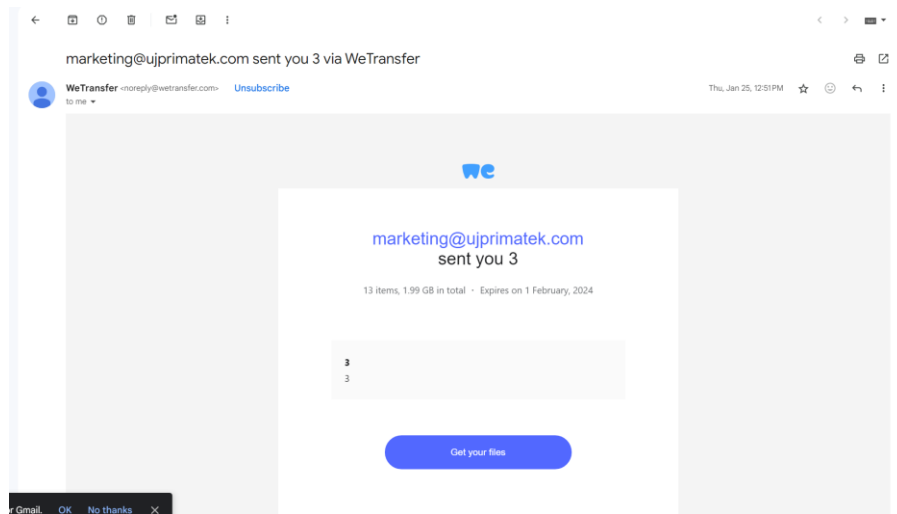 marketing@ujprimatek.com sent you 3 via WeTransfer
WeTransfer <noreply@wetransfer.com> Unsubscribe
Thu, Jan 25, 12:51 PM
to me
we
marketing@ujprimatek.com
sent you 3
13 items, 1.99 GB in total · Expires on 1 February, 2024
3
3
Get your files
r Gmail. OK No thanks